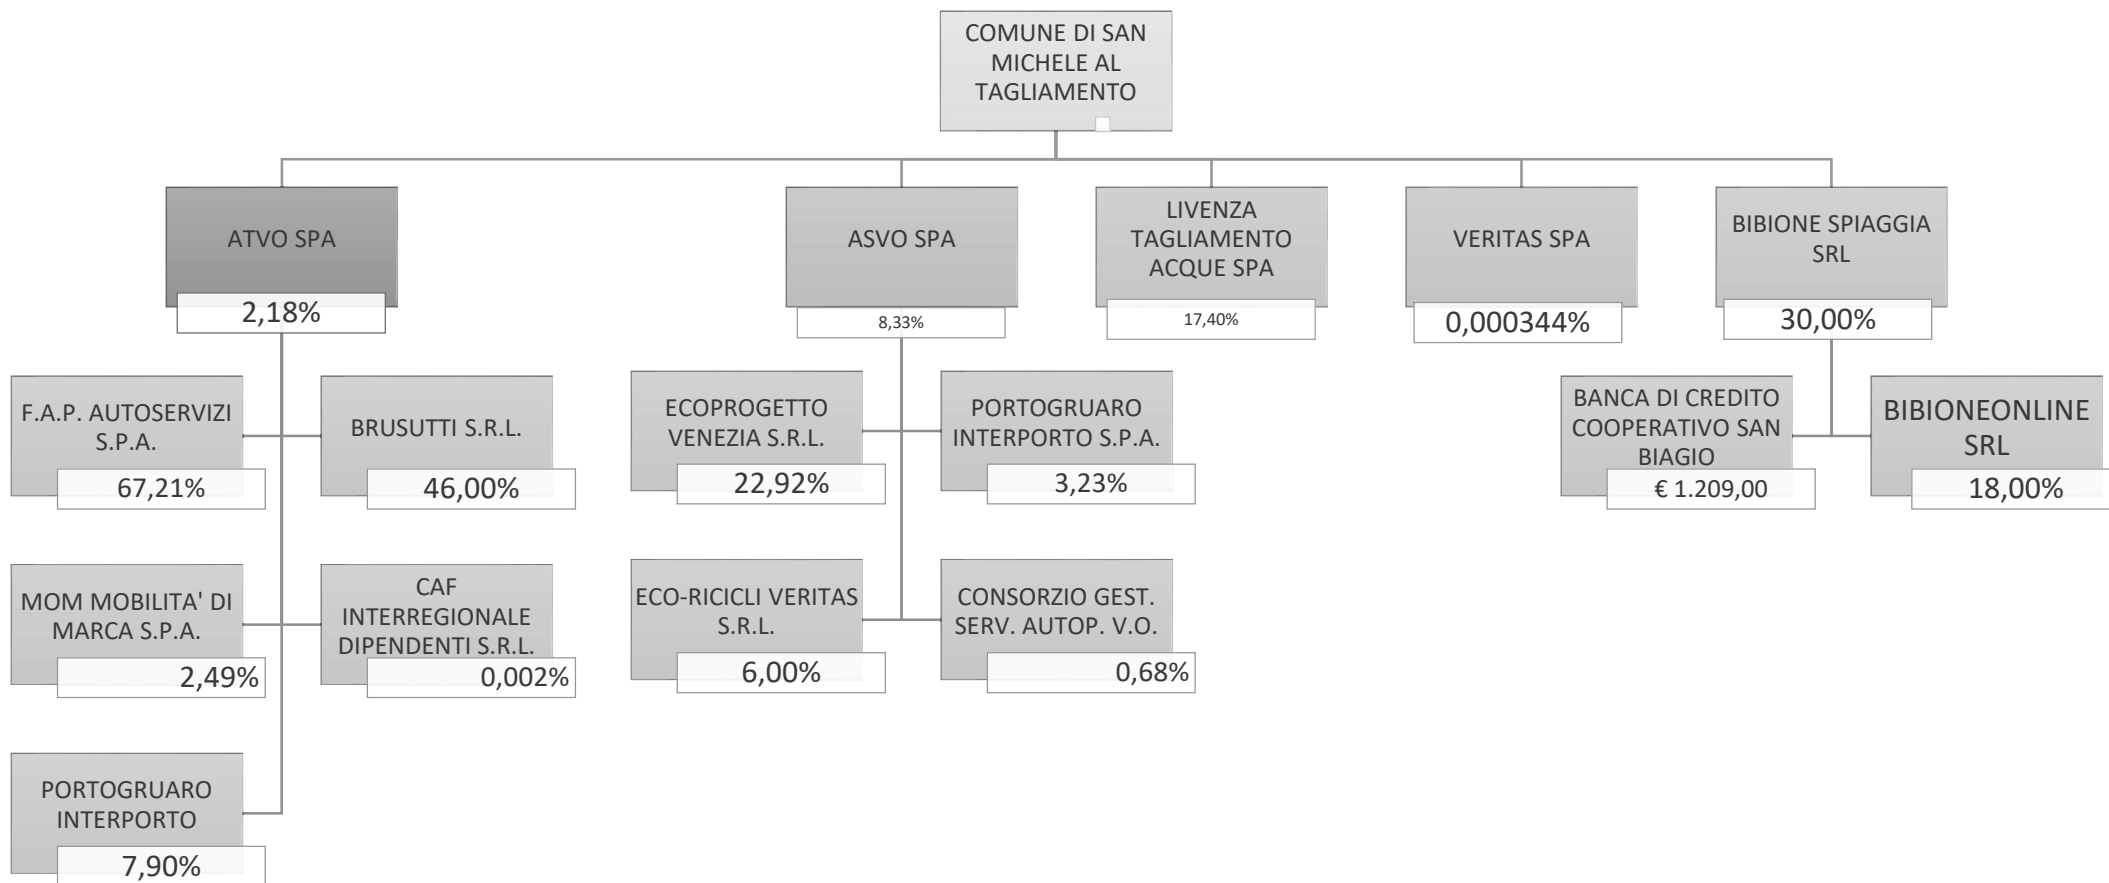 COMUNE DI SAN
MICHELE AL
TAGLIAMENTO
ATVO SPA
2,18%
ASVO SPA
8,33%
LIVENZA
TAGLIAMENTO
ACQUE SPA
17,40%
VERITAS SPA
0,000344%
BIBIONE SPIAGGIA
SRL
30,00%
F.A.P. AUTOSERVIZI
S.P.A.
67,21%
BRUSUTTI S.R.L.
46,00%
ECOPROGETTO
VENEZIA S.R.L.
22,92%
PORTOGRUARO
INTERPORTO S.P.A.
3,23%
BANCA DI CREDITO
COOPERATIVO SAN
BIAGIO
€ 1.209,00
BIBIONEONLINE
SRL
18,00%
MOM MOBILITA' DI
MARCA S.P.A.
2,49%
CAF
INTERREGIONALE
DIPENDENTI S.R.L.
0,002%
ECO-RICICLI VERITAS
S.R.L.
6,00%
CONSORZIO GEST.
SERV. AUTOP. V.O.
0,68%
PORTOGRUARO
INTERPORTO
7,90%